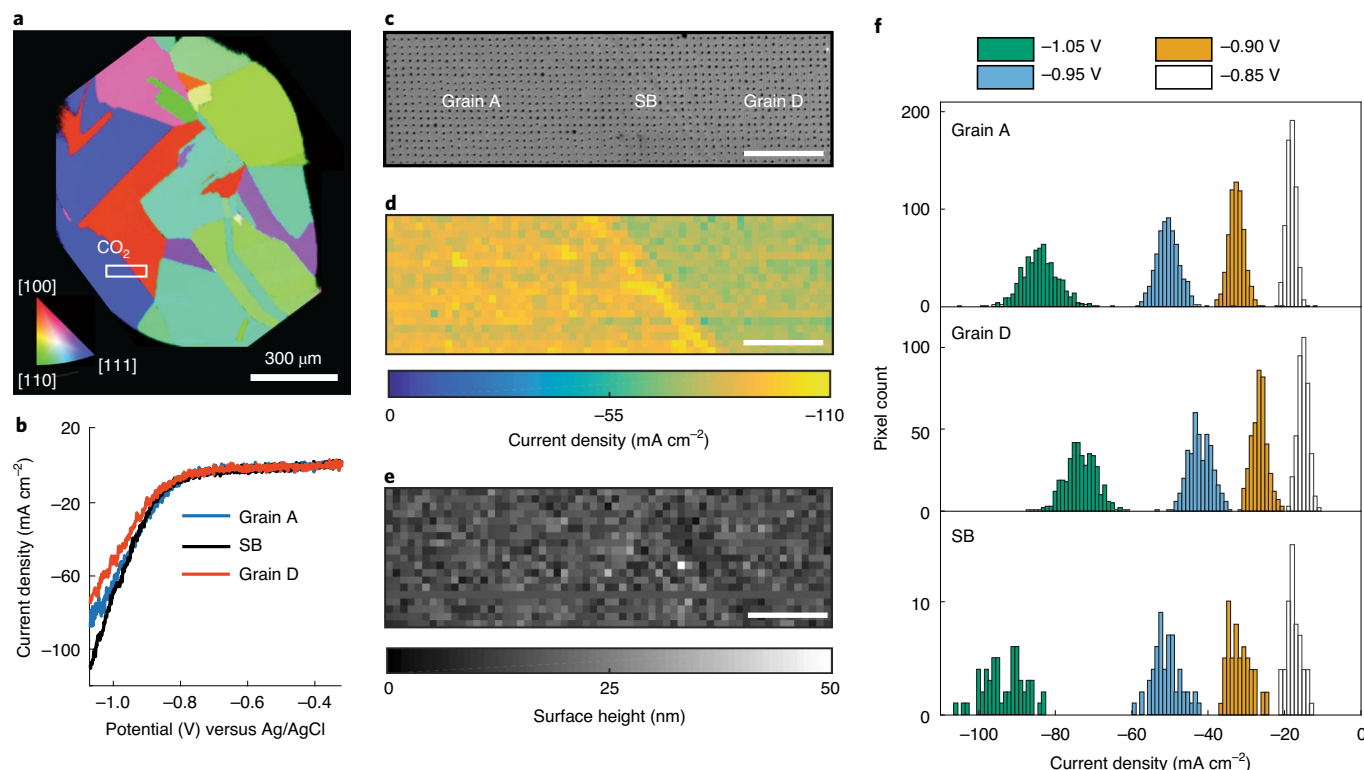 a
CO2
[100]
[110]
[111]
300 μm
b
20
−20
−60
−100
Current density (mA cm−2)
Grain A
SB
Grain D
−1.0
−0.8
−0.6
−0.4
Potential (V) versus Ag/AgCl
c
Grain A
SB
Grain D
d
0
−55
−110
Current density (mA cm−2)
e
0
25
50
Surface height (nm)
f
−1.05 V
−0.90 V
−0.95 V
−0.85 V
200
Grain A
100
0
Grain D
100
50
0
Pixel count
SB
10
0
−100
−80
−60
−40
−20
0
Current density (mA cm−2)